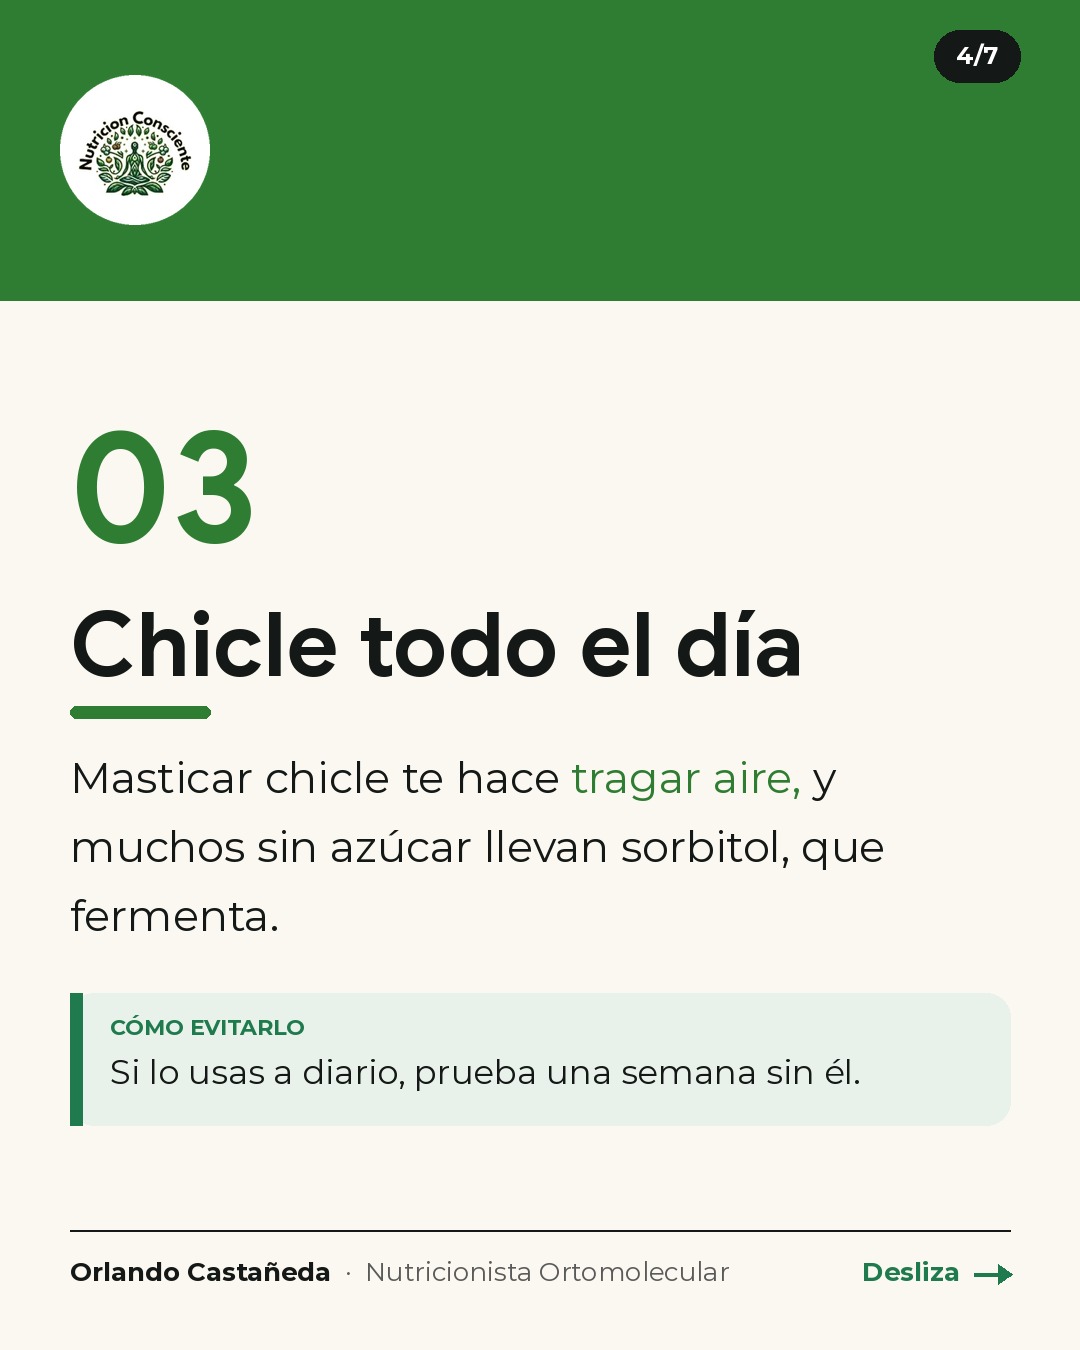 4/7
Nutricion Consciente
03
Chicle todo el día
Masticar chicle te hace tragar aire, y
muchos sin azúcar llevan sorbitol, que
fermenta.
CÓMO EVITARLO
Si lo usas a diario, prueba una semana sin él.
Orlando Castañeda · Nutricionista Ortomolecular
Desliza →